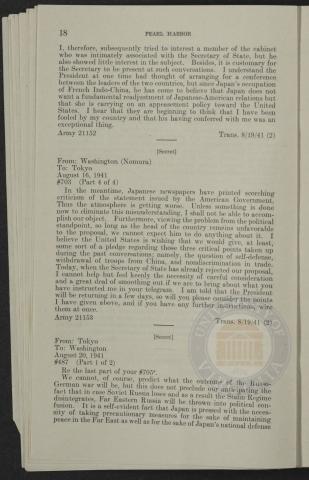 18 PEARL HARBOR
I, therefore, subsequently tried to interest a member of the cabinet
who was intimately associated with the Secretary of State, but he
also showed little interest in the subject. Besides, it is customary for
the Secretary to be present at such conversations. I understand the
President at one time had thought of arranging for a conference
between the leaders of the two countries, but since Japan's occupation
of French Indo-China, he has come to believe that Japan does not
want a fundamental readjustment of Japanese-American relations but
that she is carrying on an appeasement policy toward the United
States. I hear that they are beginning to think that I have been
fooled by my country and that his having conferred with me was an
exceptional thing.
Army 21152 Trans. 8/19/41 (2)
[Secret]
From: Washington (Nomura)
To: Tokyo
August 16, 1941
#703 (Part 4 of 4)
In the meantime, Japanese newspapers have printed scorching
criticism of the statement issued by the American Government.
Thus the atmosphere is getting worse. Unless something is done
now to eliminate this misunderstanding, I shall not be able to accom-
plish our object. Furthermore, viewing the problem from the political
standpoint, so long as the head of the country remains unfavorable
to the proposal, we cannot expect him to do anything about it. I
believe the United States is wishing that we would give, at least,
some sort of a pledge regarding those three critical points taken up
during the past conversations; namely, the question of self-defense,
withdrawal of troops from China, and nondiscrimination in trade.
Today, when the Secretary of State has already rejected our proposal,
I cannot help but feel keenly the necessity of careful consideration
and a great deal of smoothing out if we are to bring about what you
have instructed me in your telegram. I am told that the President
will be returning in a few days, so will you please consider the points
I have given above, and if you have any further instructions, wire
them at once.
Army 21153 Trans. 8/19/41 (2)
[Secret]
From: Tokyo
To: Washington
August 20, 1941
#487 (Part 1 of 2)
Re the last part of your #705ª.
We cannot, of course, predict what the outcome of the Russo-
German war will be, but this does not preclude our anticipating the
fact that in case Soviet Russia loses and as a result the Stalin Regime
disintegrates, Far Eastern Russia will be thrown into political con-
fusion. It is a self-evident fact that Japan is pressed with the neces-
sity of taking precautionary measures for the sake of maintaining
peace in the Far East as well as for the sake of Japan's national defense